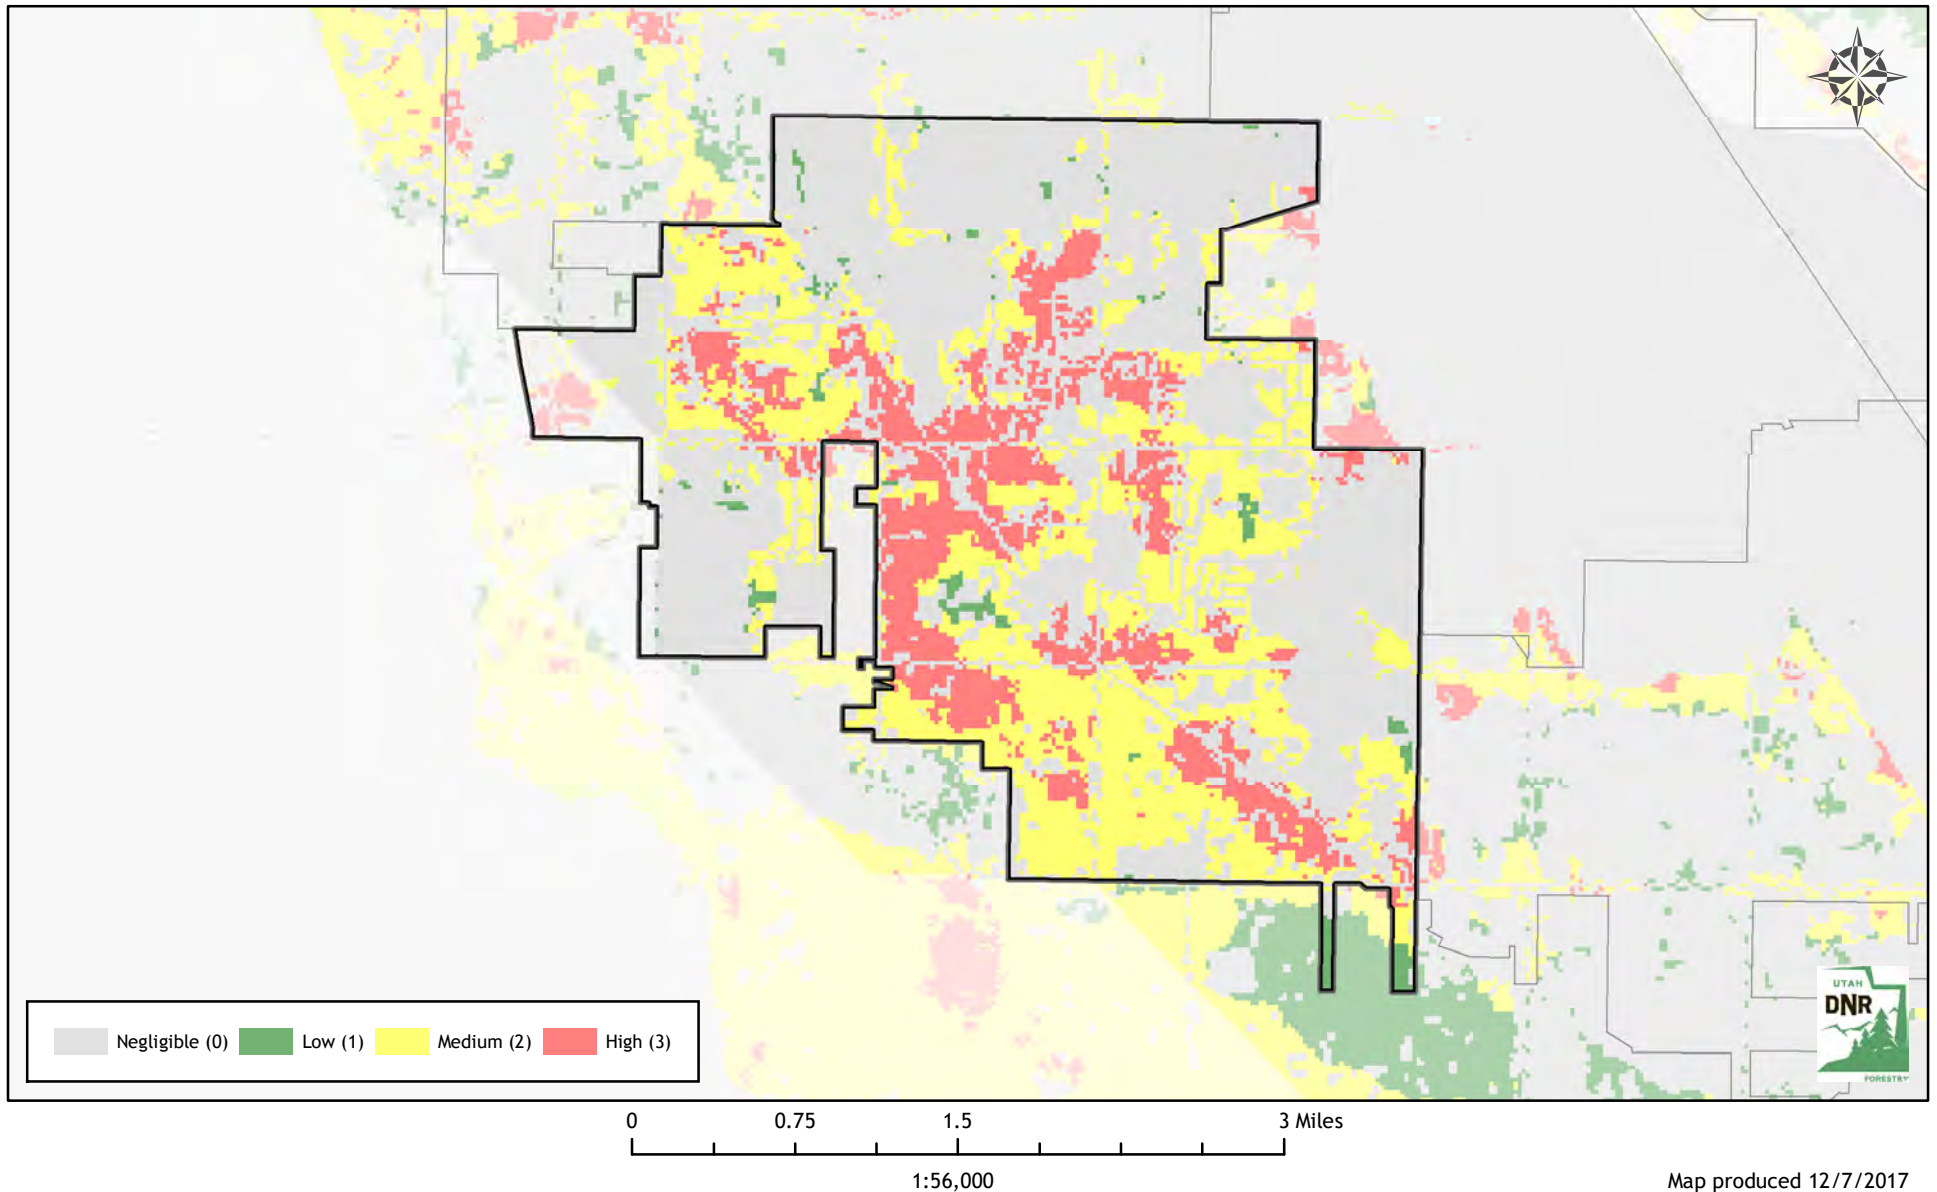 UTAH
DNR
FORESTRY
Negligible (0) Low (1) Medium (2) High (3)
0 0.75 1.5 3 Miles
1:56,000
Map produced 12/7/2017